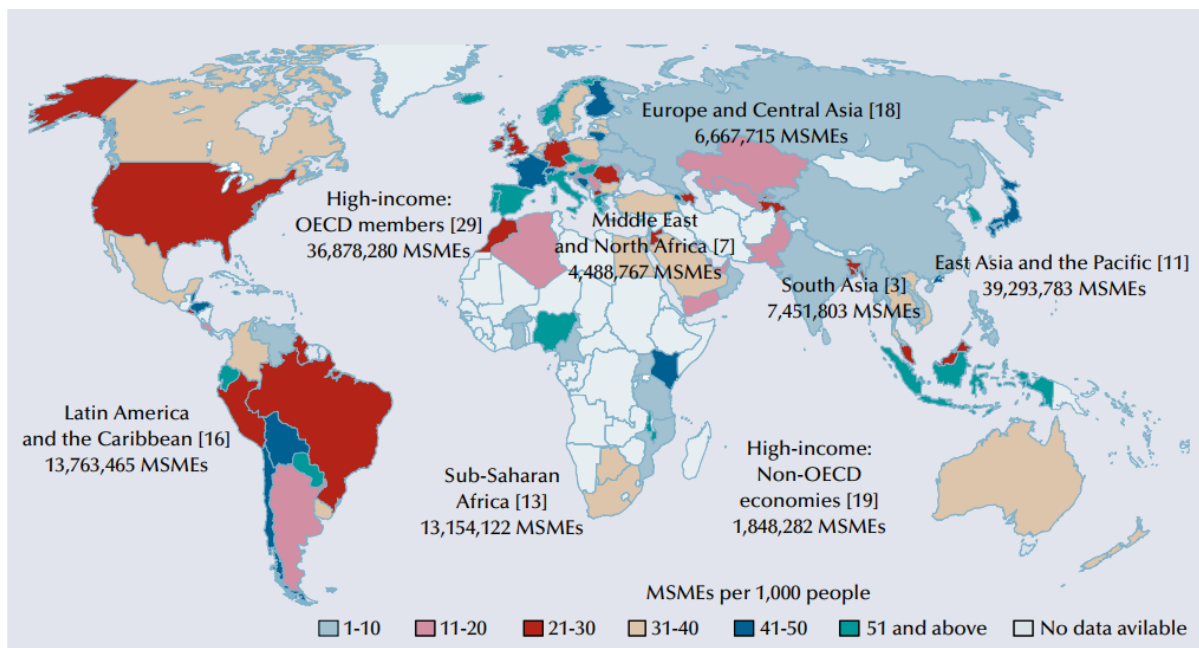 Europe and Central Asia [18]
6,667,715 MSMEs
High-income:
OECD members [29]
36,878,280 MSMEs
Middle East
and North Africa [7]
4,488,767 MSMEs
South Asia [3]
7,451,803 MSMEs
East Asia and the Pacific [11]
39,293,783 MSMEs
Latin America
and the Caribbean [16]
13,763,465 MSMEs
Sub-Saharan
Africa [13]
13,154,122 MSMEs
High-income:
Non-OECD
economies [19]
1,848,282 MSMEs
MSMEs per 1,000 people
1-10
11-20
21-30
31-40
41-50
51 and above
No data avilable